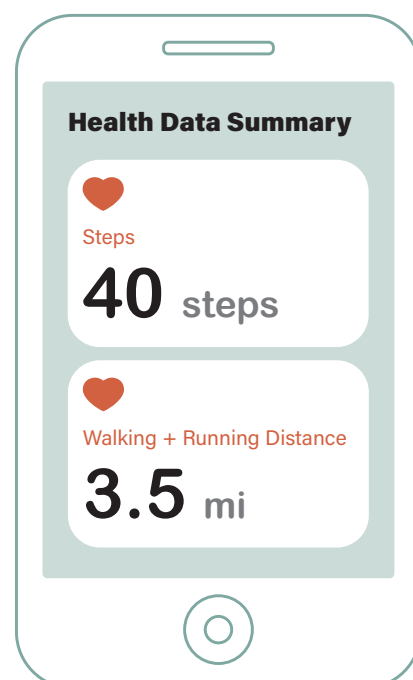 Health Data Summary
Steps
40 steps
Walking + Running Distance
3.5 mi